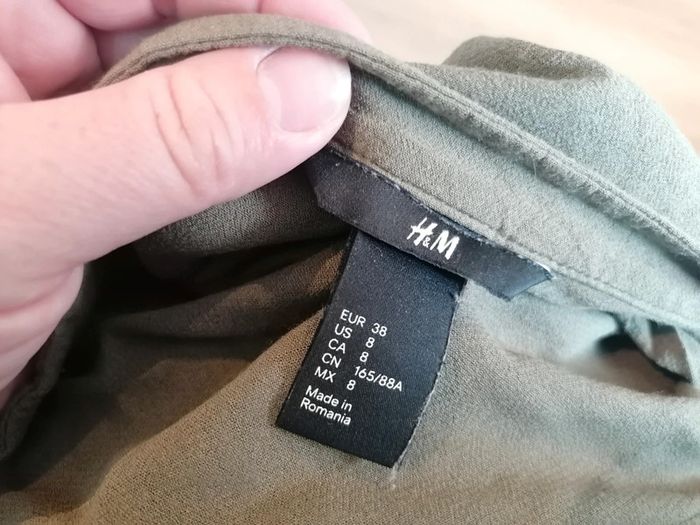 H&M
EUR 38
US 8
CA 8
CN 165/88A
MX 8
Made in
Romania